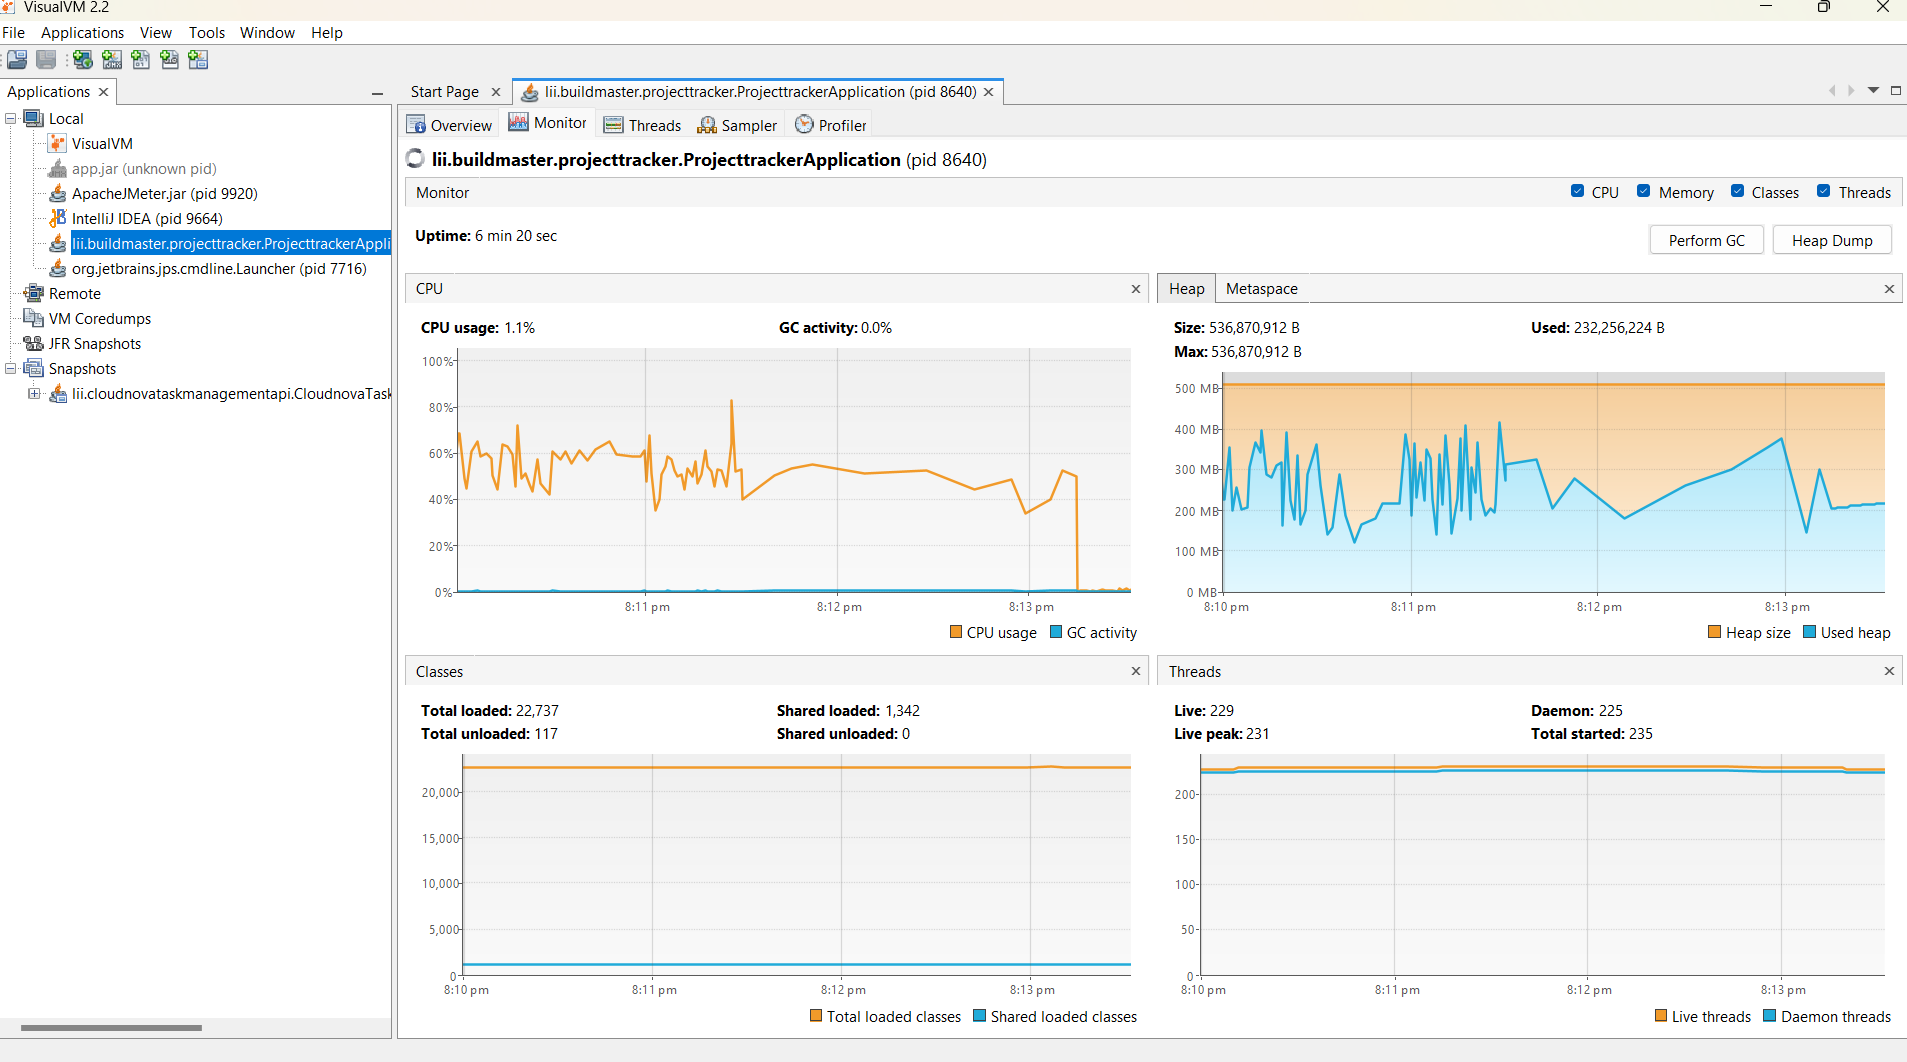 VisualVM 2.2
File Applications View Tools Window Help
Applications
Local
VisualVM
app.jar (unknown pid)
ApacheJMeter.jar (pid 9920)
IntelliJ IDEA (pid 9664)
lii.buildmaster.projecttracker.ProjecttrackerAppli
org.jetbrains.jps.cmdline.Launcher (pid 7716)
Remote
VM Coredumps
JFR Snapshots
Snapshots
lii.cloudnovataskmanagementapi.CloudnovaTask
Start Page lii.buildmaster.projecttracker.ProjecttrackerApplication (pid 8640)
Overview Monitor Threads Sampler Profiler
lii.buildmaster.projecttracker.ProjecttrackerApplication (pid 8640)
Monitor CPU Memory Classes Threads
Uptime: 6 min 20 sec
Perform GC Heap Dump
CPU
CPU usage: 1.1% GC activity: 0.0%
100%
80%
60%
40%
20%
0%
8:11 pm 8:12 pm 8:13 pm
CPU usage GC activity
Heap Metaspace
Size: 536,870,912 B Used: 232,256,224 B
Max: 536,870,912 B
500 MB
400 MB
300 MB
200 MB
100 MB
0 MB
8:10 pm 8:11 pm 8:12 pm 8:13 pm
Heap size Used heap
Classes
Total loaded: 22,737 Shared loaded: 1,342
Total unloaded: 117 Shared unloaded: 0
20,000
15,000
10,000
5,000
0
8:10 pm 8:11 pm 8:12 pm 8:13 pm
Total loaded classes Shared loaded classes
Threads
Live: 229 Daemon: 225
Live peak: 231 Total started: 235
200
150
100
50
0
8:10 pm 8:11 pm 8:12 pm 8:13 pm
Live threads Daemon threads